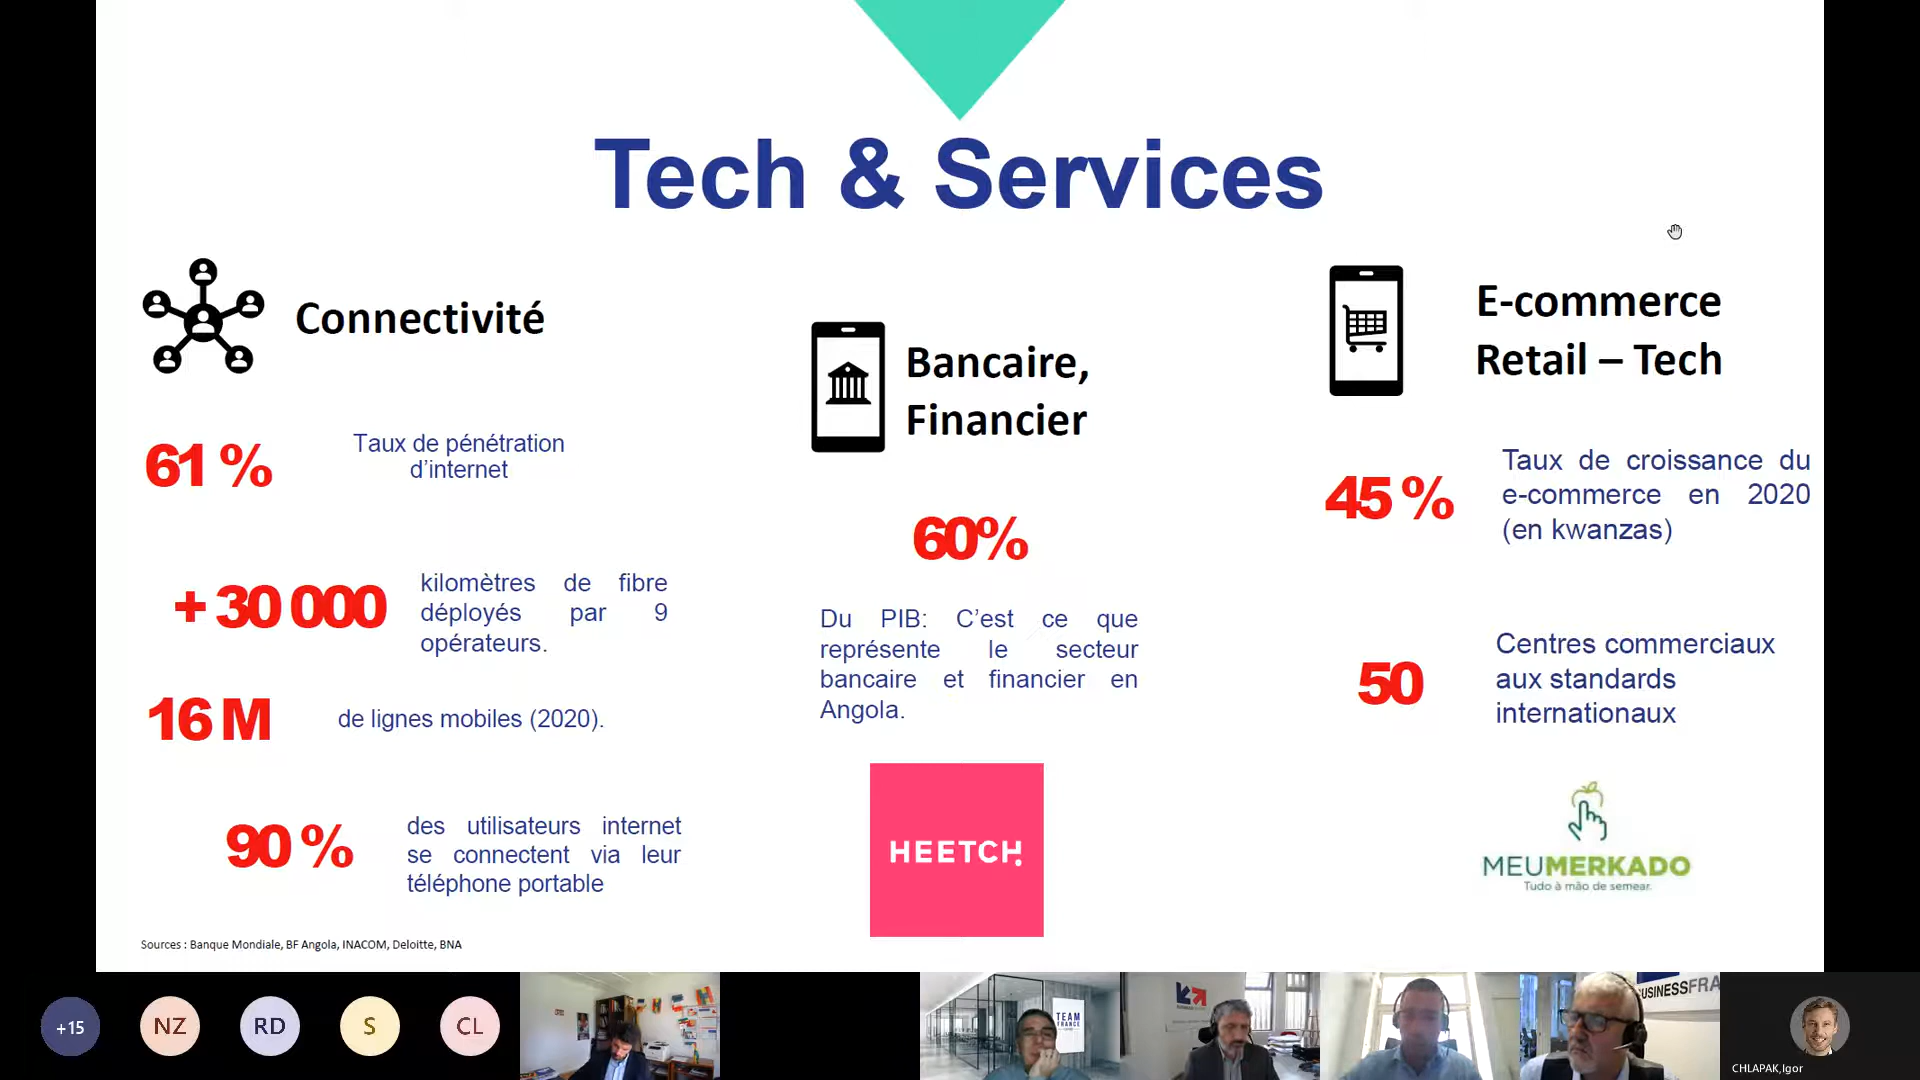 Tech & Services
Connectivité
61 %
Taux de pénétration
d’internet
+ 30 000
kilomètres de fibre
déployés par 9
opérateurs.
16 M
de lignes mobiles (2020).
90 %
des utilisateurs internet
se connectent via leur
téléphone portable
Bancaire,
Financier
60%
Du PIB: C’est ce que
représente le secteur
bancaire et financier en
Angola.
HEETCH
E-commerce
Retail – Tech
45 %
Taux de croissance du
e-commerce en 2020
(en kwanzas)
50
Centres commerciaux
aux standards
internationaux
MEUMERKADO
Tudo à mão de semear.
Sources : Banque Mondiale, BF Angola, INACOM, Deloitte, BNA
+15
NZ
RD
S
CL
TEAM
FRANCE
USINESSFRA
CHLAPAK,Igor